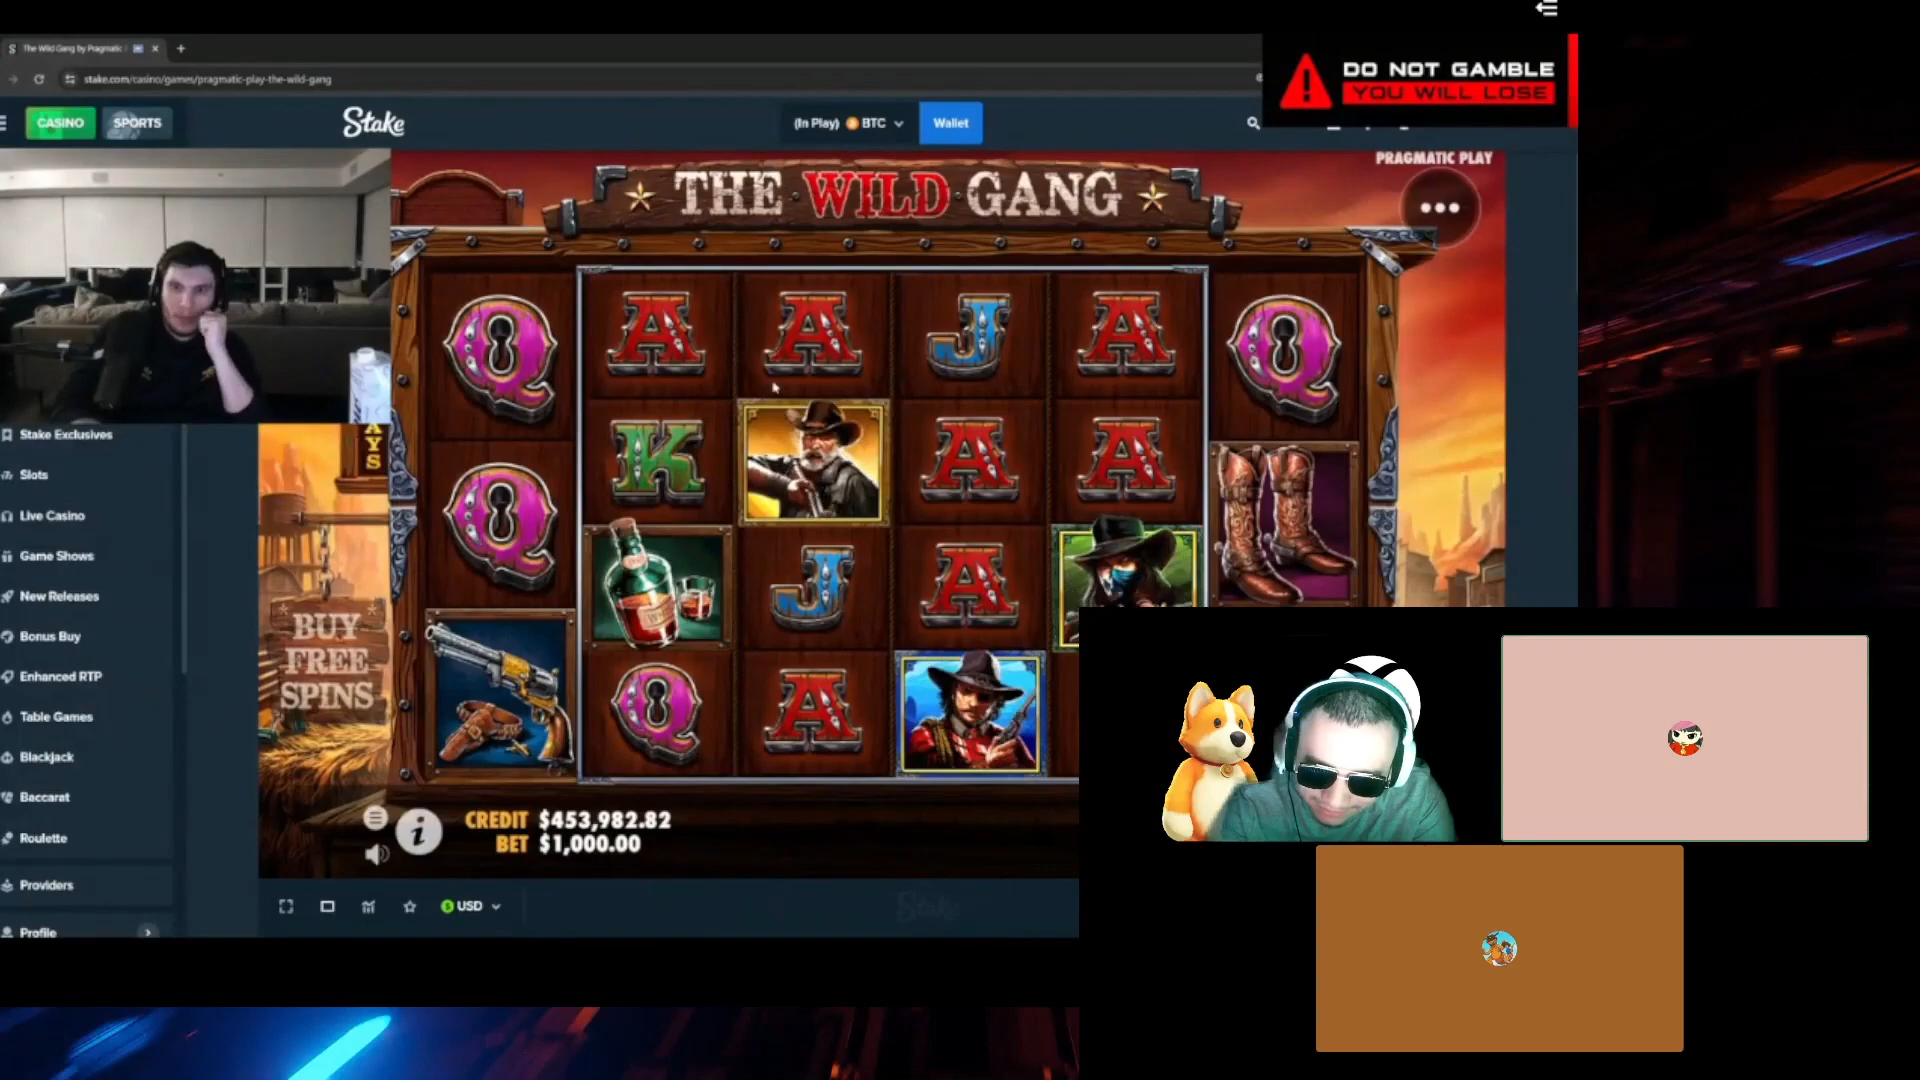 The Wild Gang by Pragmatic
stake.com/casino/games/pragmatic-play-the-wild-gang
DO NOT GAMBLE
YOU WILL LOSE
CASINO
SPORTS
Stake
(In Play) BTC
Wallet
PRAGMATIC PLAY
THE WILD GANG
Q A A J A Q
K A A
Q J A
Q A
AYS
Stake Exclusives
Slots
Live Casino
Game Shows
New Releases
Bonus Buy
Enhanced RTP
Table Games
Blackjack
Baccarat
Roulette
Providers
Profile
BUY
FREE
SPINS
CREDIT $453,982.82
BET $1,000.00
USD
Stake